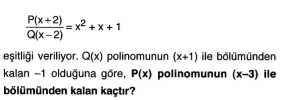 P(x+2)
Q(x−2) = x² + x + 1
eşitliği veriliyor. Q(x) polinomunun (x+1) ile bölümünden
kalan −1 olduğuna göre, P(x) polinomunun (x−3) ile
bölümünden kalan kaçtır?